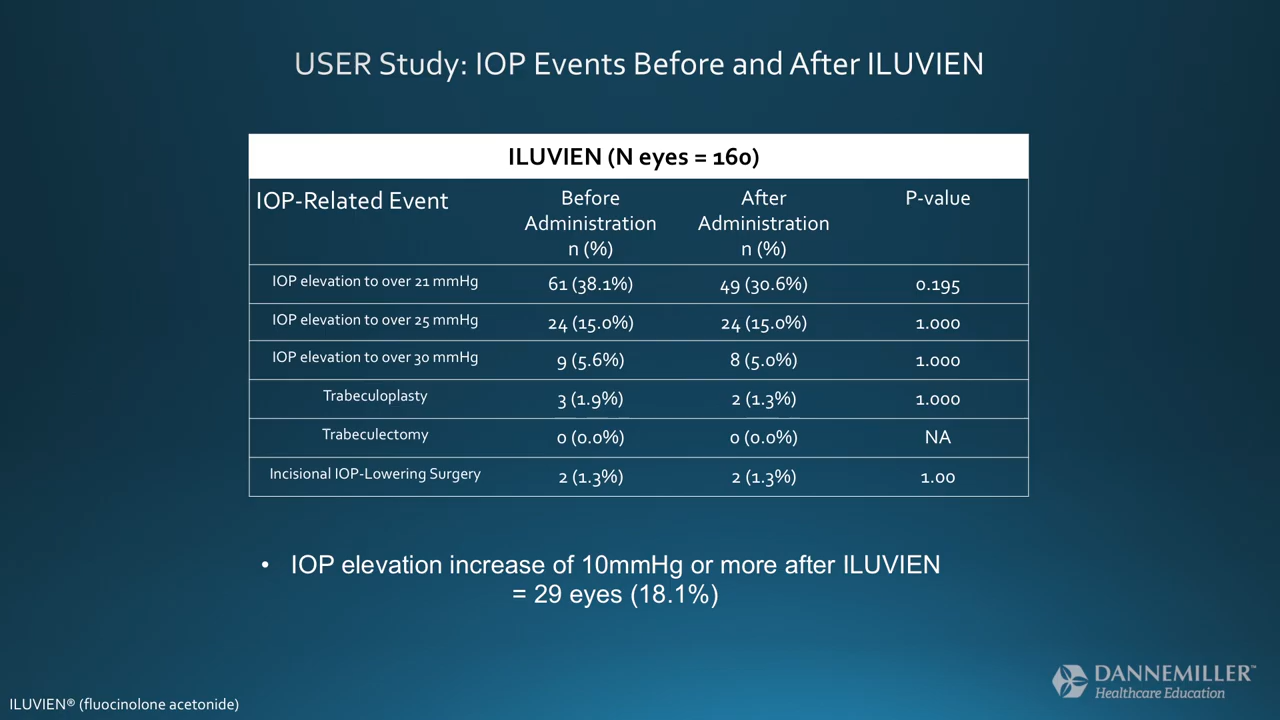 USER Study: IOP Events Before and After ILUVIEN
ILUVIEN (N eyes = 160)
IOP-Related Event Before Administration n (%) After Administration n (%) P-value
IOP elevation to over 21 mmHg 61 (38.1%) 49 (30.6%) 0.195
IOP elevation to over 25 mmHg 24 (15.0%) 24 (15.0%) 1.000
IOP elevation to over 30 mmHg 9 (5.6%) 8 (5.0%) 1.000
Trabeculoplasty 3 (1.9%) 2 (1.3%) 1.000
Trabeculectomy 0 (0.0%) 0 (0.0%) NA
Incisional IOP-Lowering Surgery 2 (1.3%) 2 (1.3%) 1.00
• IOP elevation increase of 10mmHg or more after ILUVIEN
= 29 eyes (18.1%)
DANNEMILLER™
Healthcare Education
ILUVIEN® (fluocinolone acetonide)